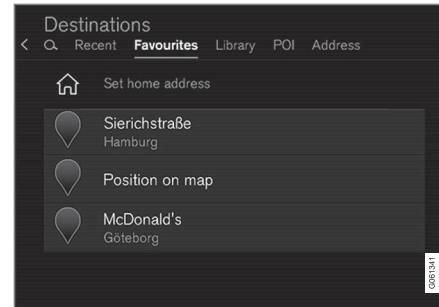 Destinations
Recent Favourites Library POI Address
Set home address
Sierichstraße
Hamburg
Position on map
McDonald's
Göteborg
G061341